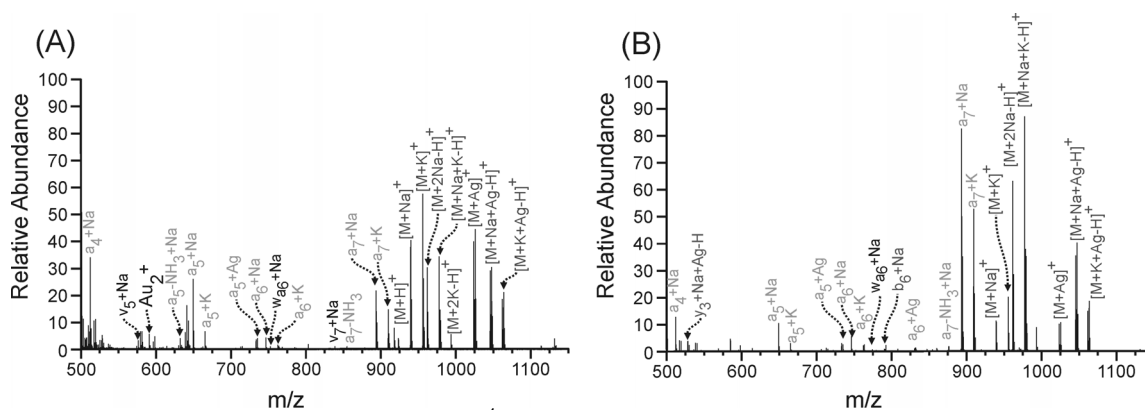 (A)
Relative Abundance
100
90
80
70
60
50
40
30
20
10
0
500
600
700
800
900
1000
1100
m/z
a₄+Na
v₅+Na
Au₂⁺
a₅-NH₃+Na
a₅+Na
a₅+K
a₅+Ag
a₆+Na
wₐ₆+Na
a₆+K
v₇+Na
a₇-NH₃
a₇+Na
a₇+K
[M+H]⁺
[M+Na]⁺
[M+K]⁺
[M+2Na-H]⁺
[M+Na+K-H]⁺
[M+2K-H]⁺
[M+Ag]⁺
[M+Na+Ag-H]⁺
[M+K+Ag-H]⁺
(B)
Relative Abundance
100
90
80
70
60
50
40
30
20
10
0
500
600
700
800
900
1000
1100
m/z
a₄+Na
y₃+Na+Ag-H
a₅+Na
a₅+K
a₅+Ag
a₆+Na
a₆+K
wₐ₆+Na
b₆+Na
a₆+Ag
a₇-NH₃+Na
a₇+Na
a₇+K
[M+Na]⁺
[M+K]⁺
[M+2Na-H]⁺
[M+Na+K-H]⁺
[M+Ag]⁺
[M+Na+Ag-H]⁺
[M+K+Ag-H]⁺